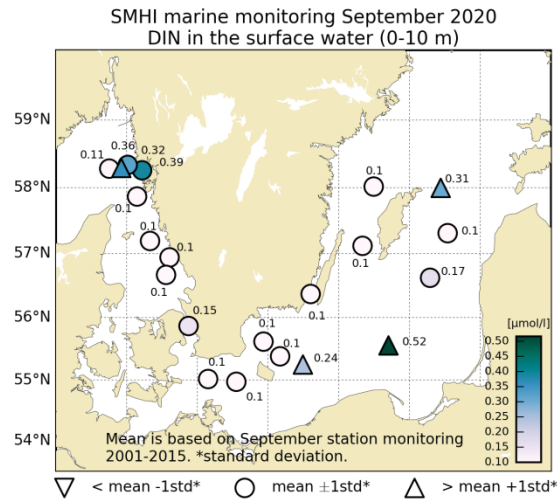 SMHI marine monitoring September 2020
DIN in the surface water (0-10 m)
59°N
58°N
57°N
56°N
55°N
54°N
0.11
0.36
0.32
0.39
0.1
0.1
0.1
0.1
0.15
0.1
0.1
0.1
0.1
0.24
0.1
0.52
0.1
0.1
0.31
0.1
0.17
[µmol/l]
0.50
0.45
0.40
0.35
0.30
0.25
0.20
0.15
0.10
Mean is based on September station monitoring
2001-2015. *standard deviation.
< mean -1std* mean ±1std* > mean +1std*